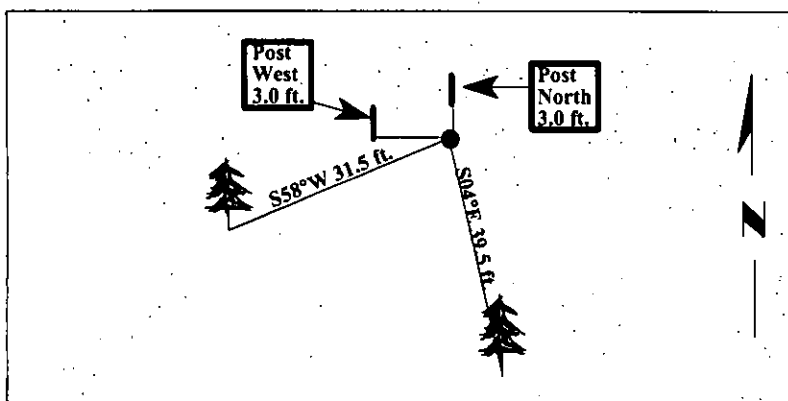 Post
West
3.0 ft.
Post
North
3.0 ft.
S58°W 31.5 ft.
S04°E 39.5 ft.
N